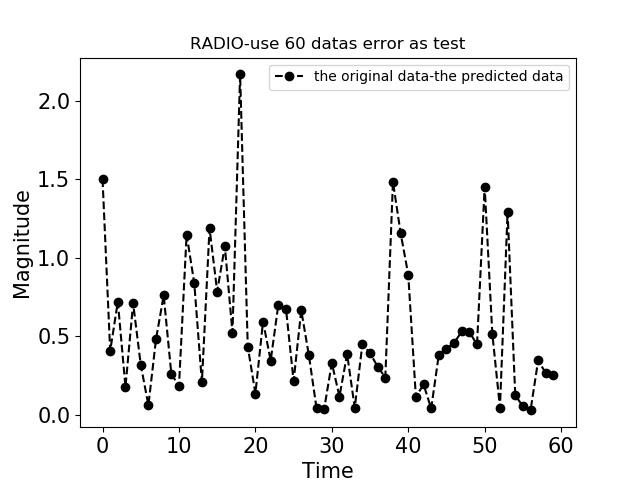 RADIO-use 60 datas error as test
the original data-the predicted data
2.0
1.5
1.0
0.5
0.0
Magnitude
0 10 20 30 40 50 60
Time